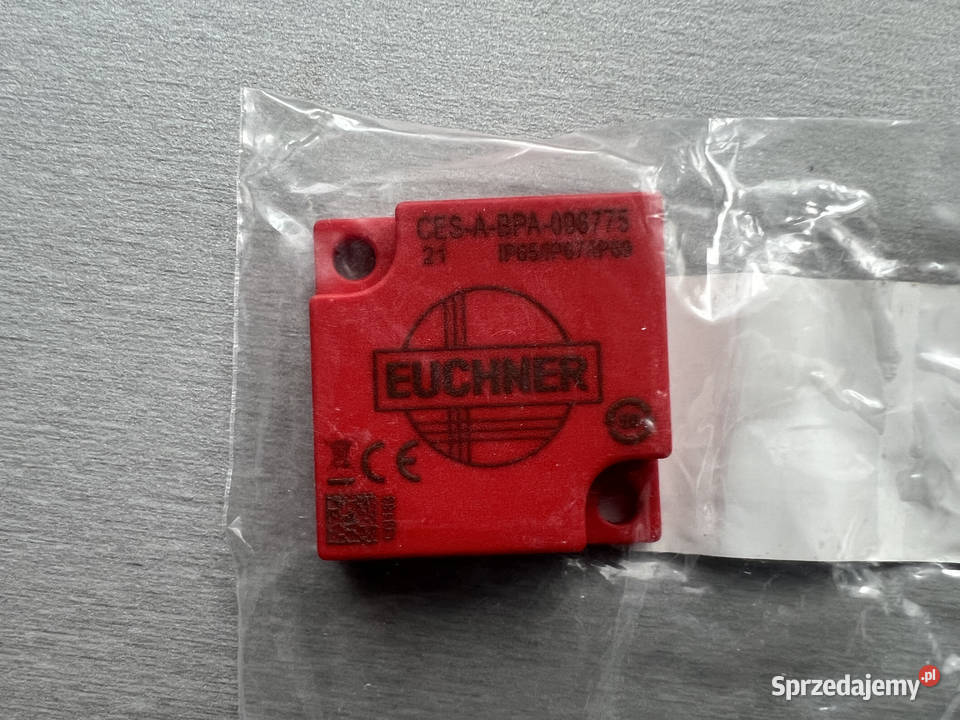 CES-A-BPA-098775
21 IP65/IP67/IP69
EUCHNER
CE
Sprzedajemy.pl